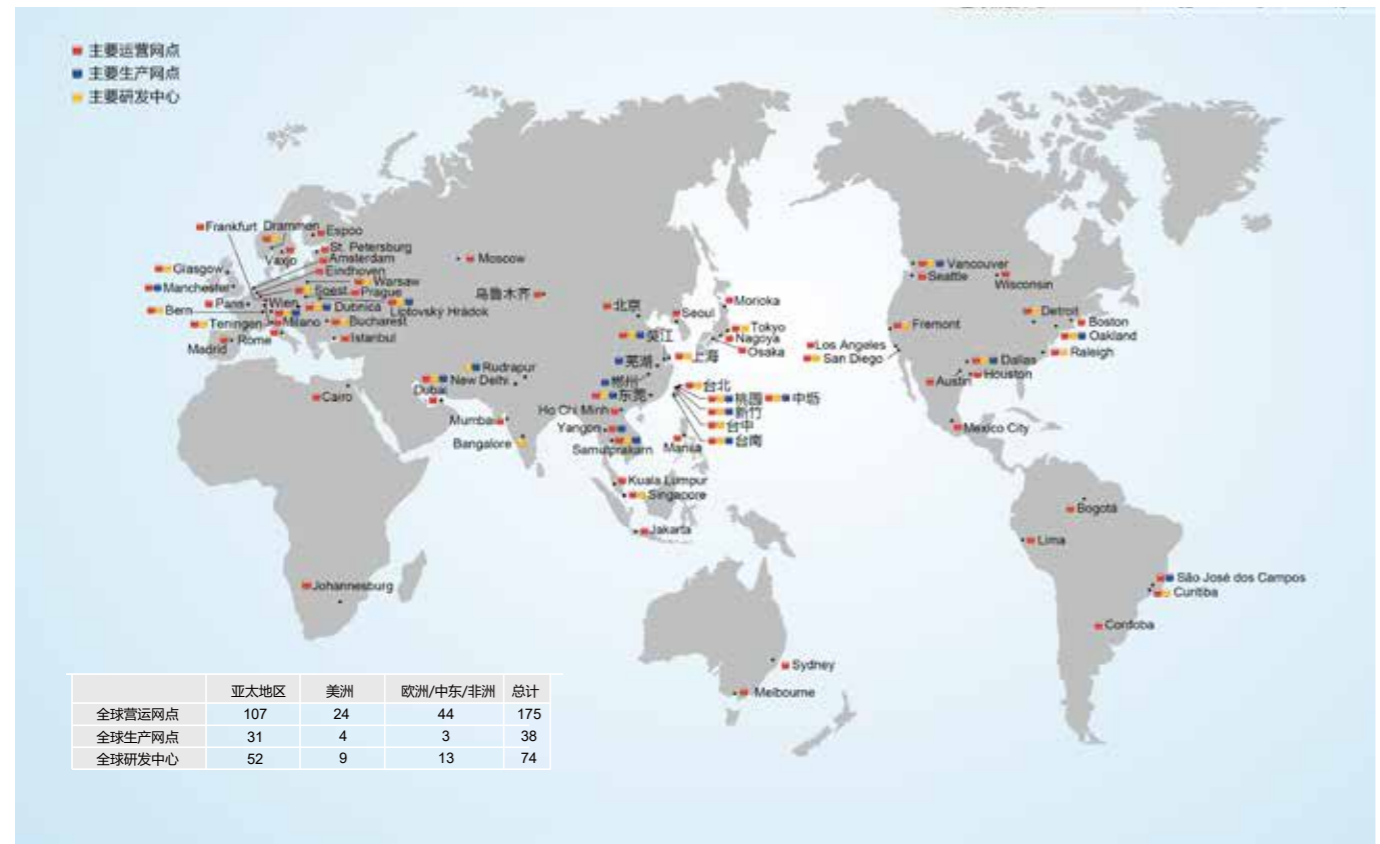 主要运营网点
主要生产网点
主要研发中心
Frankfurt
Drammen
Espoo
St. Petersburg
Vaxjo
Amsterdam
Eindhoven
Moscow
Glasgow
Warsaw
Manchester
Soest
Prague
乌鲁木齐
Paris
Wien
Dubnica
Liptovský Hrádok
Bern
Teningen
Milano
Bucharest
Madrid
Rome
Istanbul
北京
Seoul
Morioka
吴江
Tokyo
Nagoya
Osaka
芜湖
上海
Rudrapur
New Delhi
Dubai
郴州
东莞
台北
桃园
中坜
新竹
台中
台南
Cairo
Ho Chi Minh
Mumbai
Yangon
Bangalore
Samutprakarn
Manila
Kuala Lumpur
Singapore
Jakarta
Johannesburg
Sydney
Melbourne
Vancouver
Seattle
Wisconsin
Detroit
Fremont
Boston
Oakland
Los Angeles
San Diego
Raleigh
Dallas
Houston
Austin
Mexico City
Bogotá
Lima
São José dos Campos
Curitiba
Cordoba
亚太地区 美洲 欧洲/中东/非洲 总计
全球营运网点 107 24 44 175
全球生产网点 31 4 3 38
全球研发中心 52 9 13 74